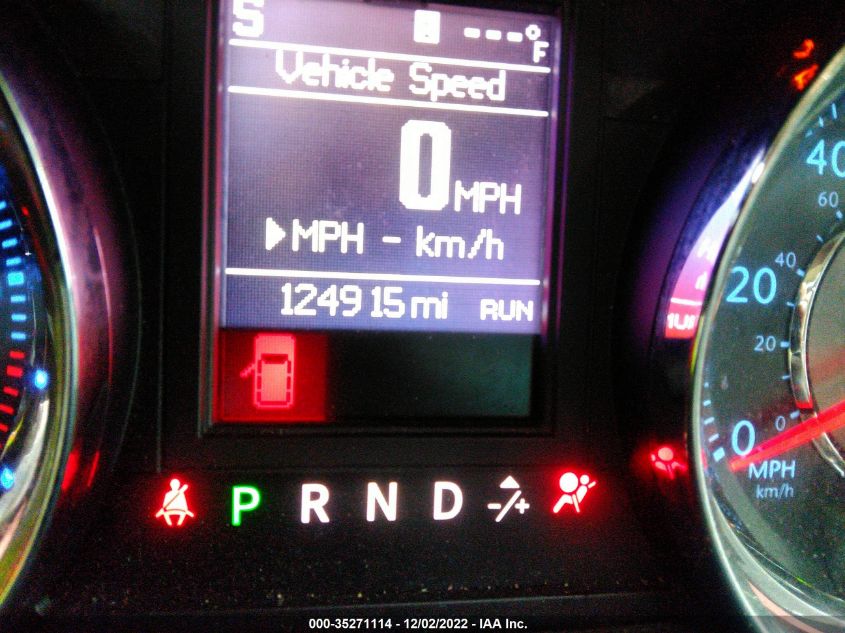 S ---°F
Vehicle Speed
0 MPH
MPH - km/h
124915 mi RUN
P R N D -/+
40
60
40
20
20
0
0
MPH
km/h
000-35271114 - 12/02/2022 - IAA Inc.